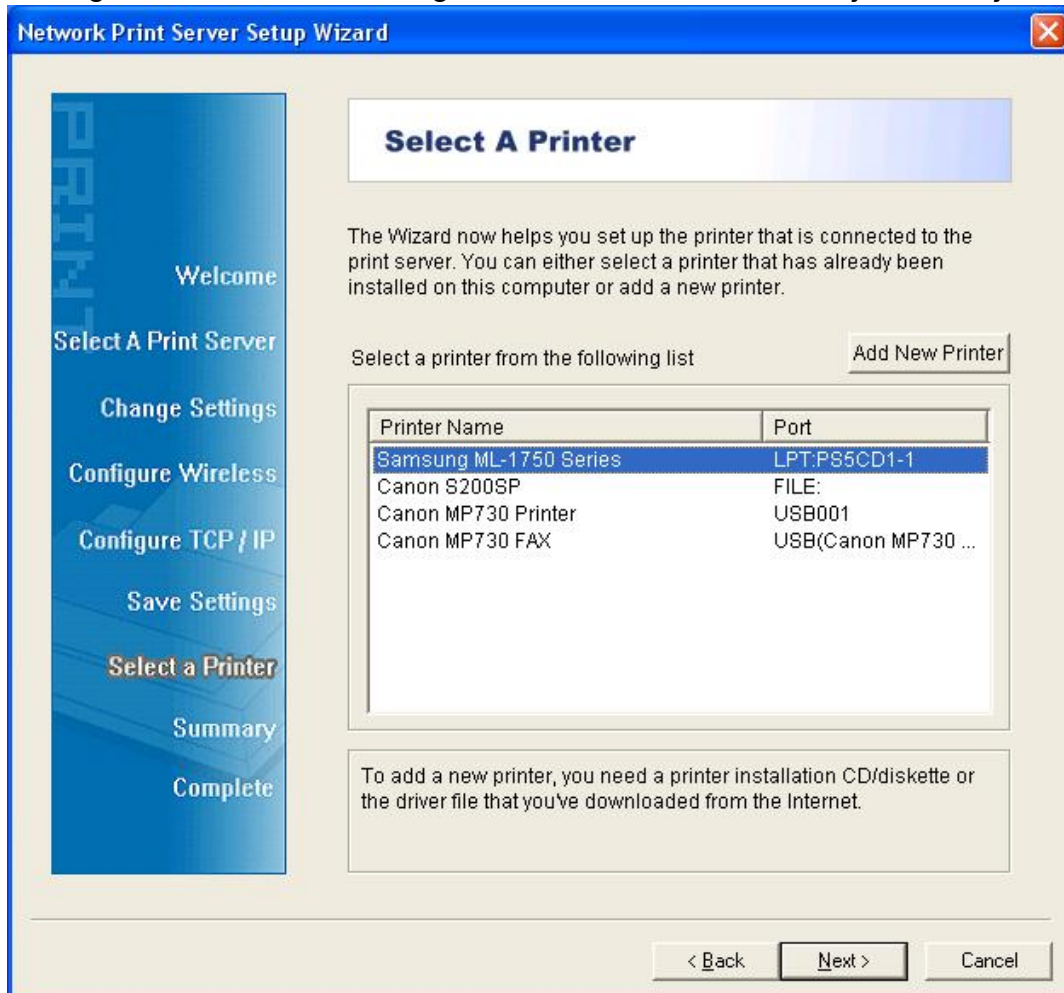 Network Print Server Setup Wizard
PRINT
Welcome
Select A Print Server
Change Settings
Configure Wireless
Configure TCP / IP
Save Settings
Select a Printer
Summary
Complete
Select A Printer
The Wizard now helps you set up the printer that is connected to the
print server. You can either select a printer that has already been
installed on this computer or add a new printer.
Select a printer from the following list
Add New Printer
Printer Name Port
Samsung ML-1750 Series LPT:PS5CD1-1
Canon S200SP FILE:
Canon MP730 Printer USB001
Canon MP730 FAX USB(Canon MP730 ...
To add a new printer, you need a printer installation CD/diskette or
the driver file that you've downloaded from the Internet.
< Back Next > Cancel